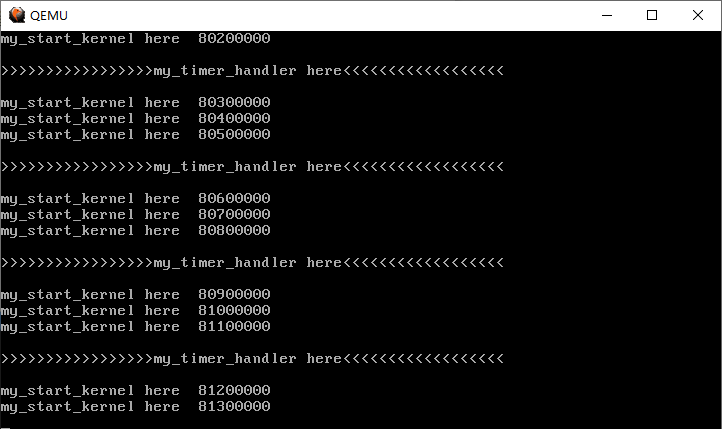 QEMU
my_start_kernel here  80200000
>>>>>>>>>>>>>>>>>my_timer_handler here<<<<<<<<<<<<<<<<<<
my_start_kernel here  80300000
my_start_kernel here  80400000
my_start_kernel here  80500000
>>>>>>>>>>>>>>>>>my_timer_handler here<<<<<<<<<<<<<<<<<<
my_start_kernel here  80600000
my_start_kernel here  80700000
my_start_kernel here  80800000
>>>>>>>>>>>>>>>>>my_timer_handler here<<<<<<<<<<<<<<<<<<
my_start_kernel here  80900000
my_start_kernel here  81000000
my_start_kernel here  81100000
>>>>>>>>>>>>>>>>>my_timer_handler here<<<<<<<<<<<<<<<<<<
my_start_kernel here  81200000
my_start_kernel here  81300000